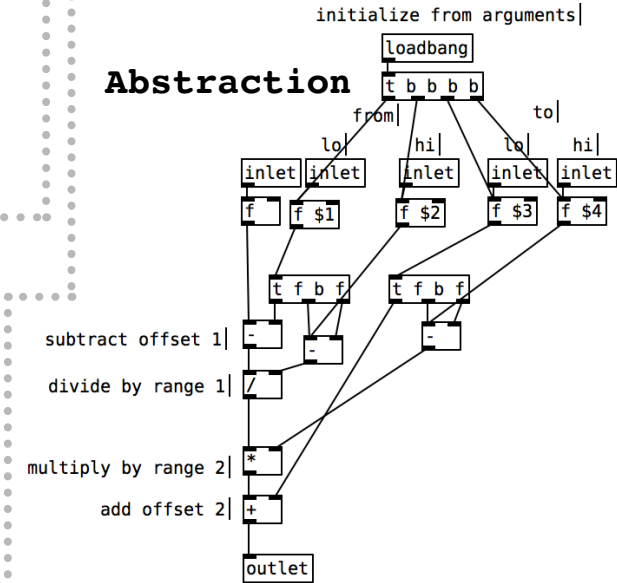 initialize from arguments
loadbang
Abstraction
t b b b b
from
to
lo
hi
lo
hi
inlet
inlet
inlet
inlet
inlet
f
f $1
f $2
f $3
f $4
t f b f
t f b f
subtract offset 1
-
-
-
divide by range 1
/
multiply by range 2
*
add offset 2
+
outlet